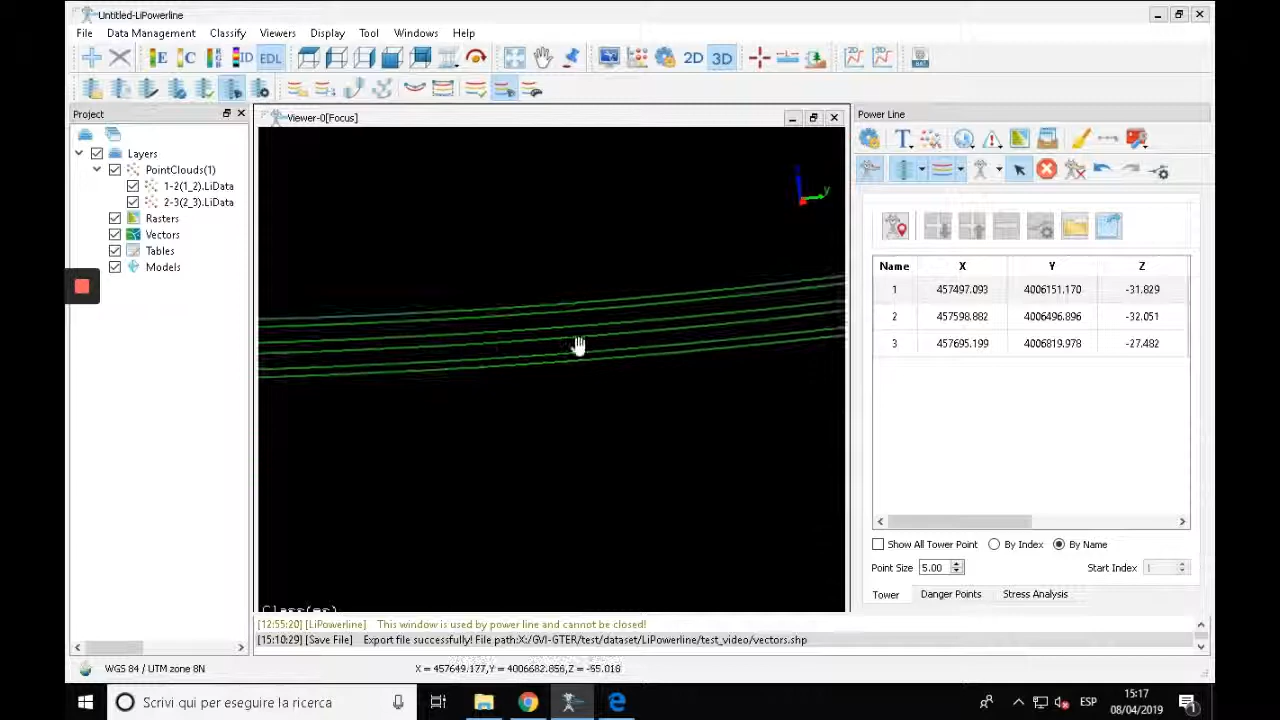 Untitled-LiPowerline
File Data Management Classify Viewers Display Tool Windows Help
E C ID EDL 2D 3D
Project
Layers
PointClouds(1)
1-2(1_2).LiData
2-3(2_3).LiData
Rasters
Vectors
Tables
Models
Viewer-0[Focus]
y
Power Line
Name X Y Z
1 457497.093 4006151.170 -31.829
2 457598.882 4006496.896 -32.051
3 457695.199 4006819.978 -27.482
Show All Tower Point By Index By Name
Point Size 5.00 Start Index 1
Tower Danger Points Stress Analysis
[12:55:20] [LiPowerline] This window is used by power line and cannot be closed!
[15:10:29] [Save File] Export file successfully! File path:X:/GVI-GTER/test/dataset/LiPowerline/test_video/vectors.shp
WGS 84 / UTM zone 8N X = 457649.177,Y = 4006682.856,Z = -95.018
Scrivi qui per eseguire la ricerca
ESP
15:17
08/04/2019